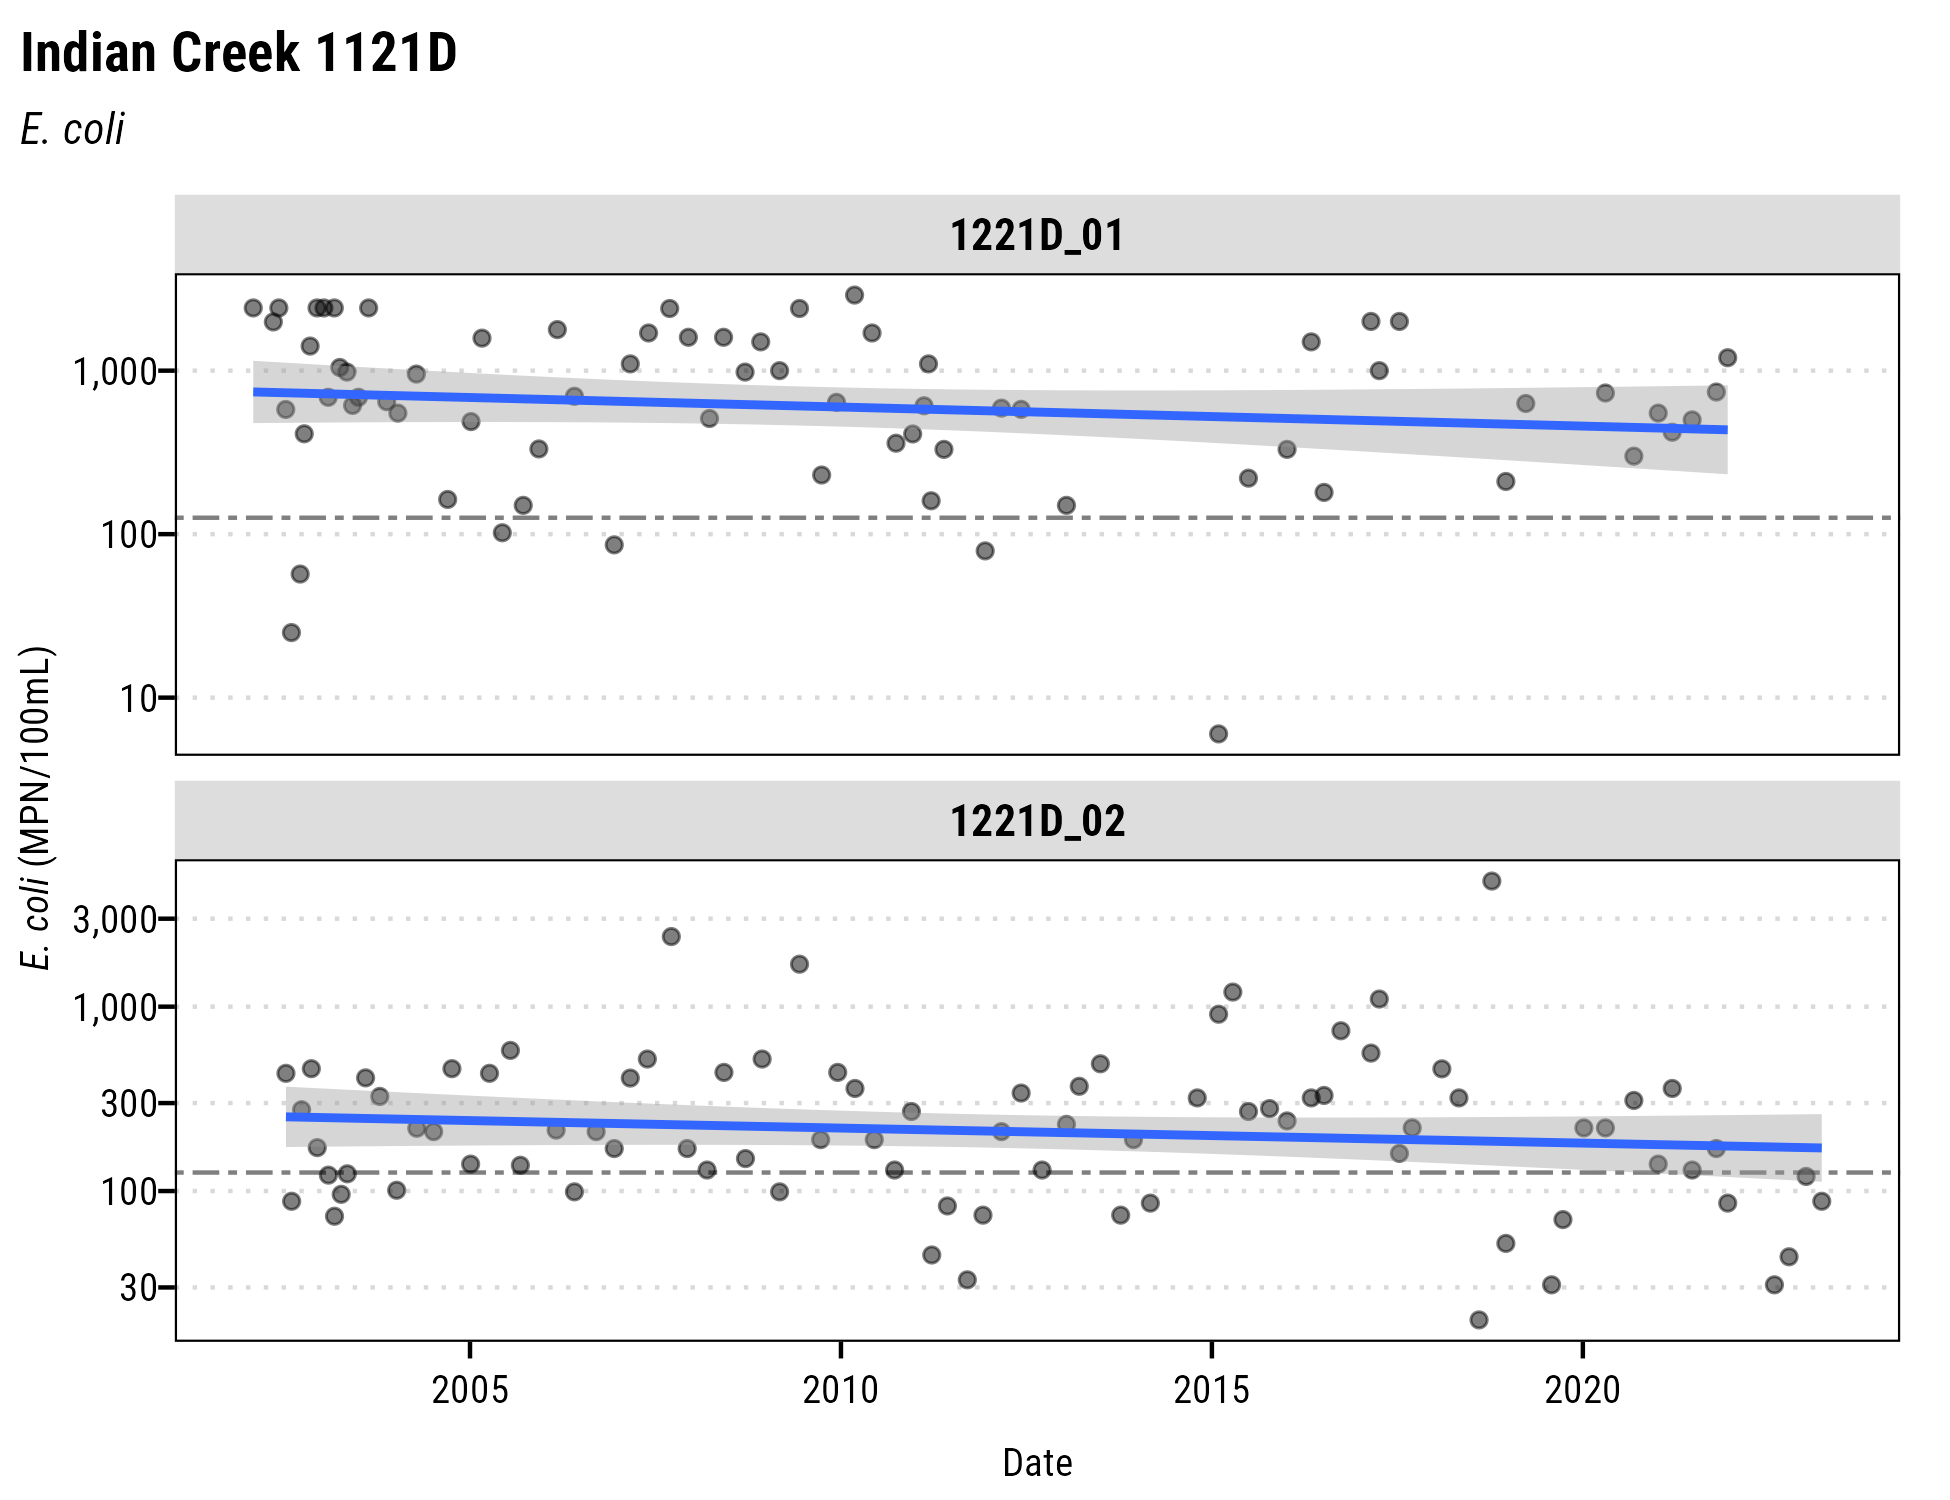 Indian Creek 1121D
E. coli
1221D_01
1,000
100
10
E. coli (MPN/100mL)
1221D_02
3,000
1,000
300
100
30
2005 2010 2015 2020
Date